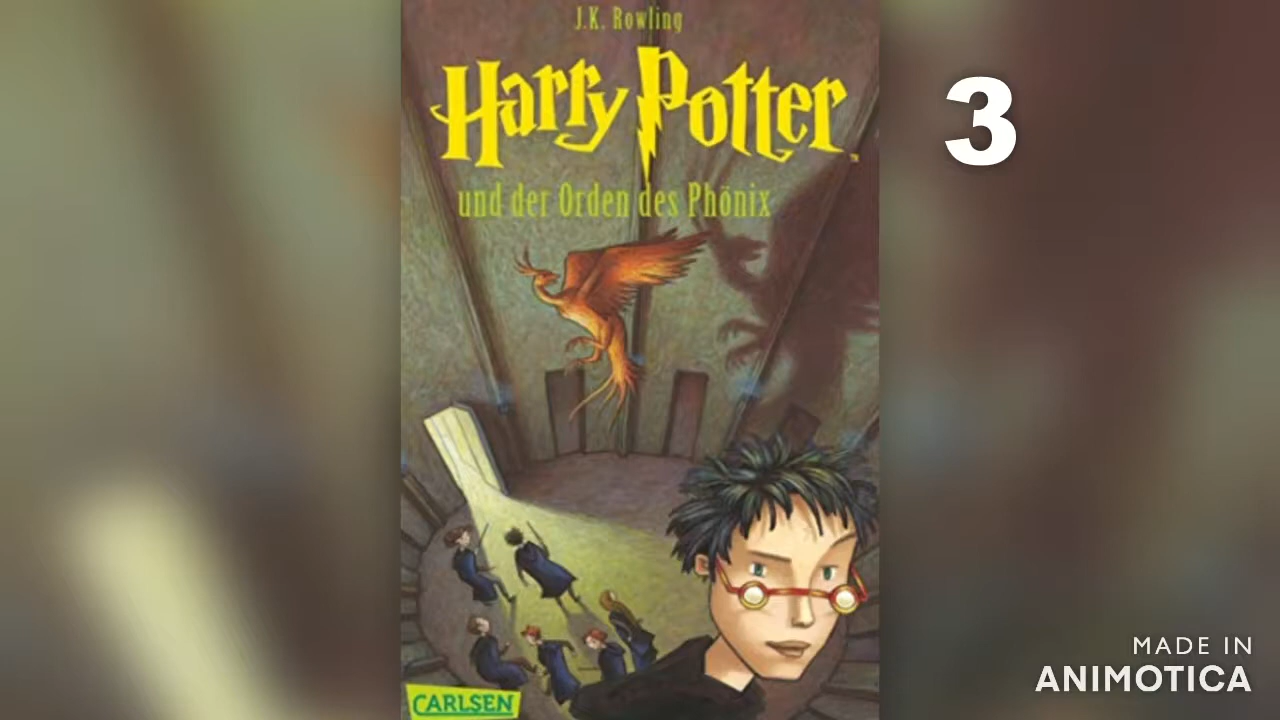 J.K. Rowling
Harry Potter
und der Orden des Phönix
3
CARLSEN
MADE IN
ANIMOTICA